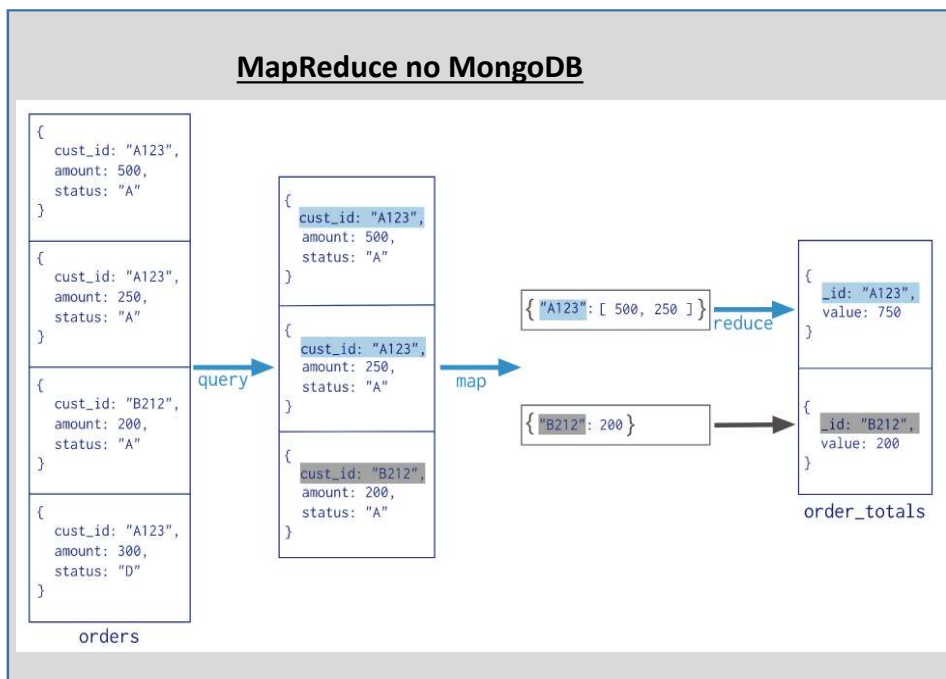 MapReduce no MongoDB
{
cust_id: "A123",
amount: 500,
status: "A"
}
{
cust_id: "A123",
amount: 250,
status: "A"
}
{
cust_id: "B212",
amount: 200,
status: "A"
}
{
cust_id: "A123",
amount: 300,
status: "D"
}
orders
query
{
cust_id: "A123",
amount: 500,
status: "A"
}
{
cust_id: "A123",
amount: 250,
status: "A"
}
{
cust_id: "B212",
amount: 200,
status: "A"
}
map
{ "A123": [ 500, 250 ] }
reduce
{ "B212": 200 }
{
_id: "A123",
value: 750
}
{
_id: "B212",
value: 200
}
order_totals